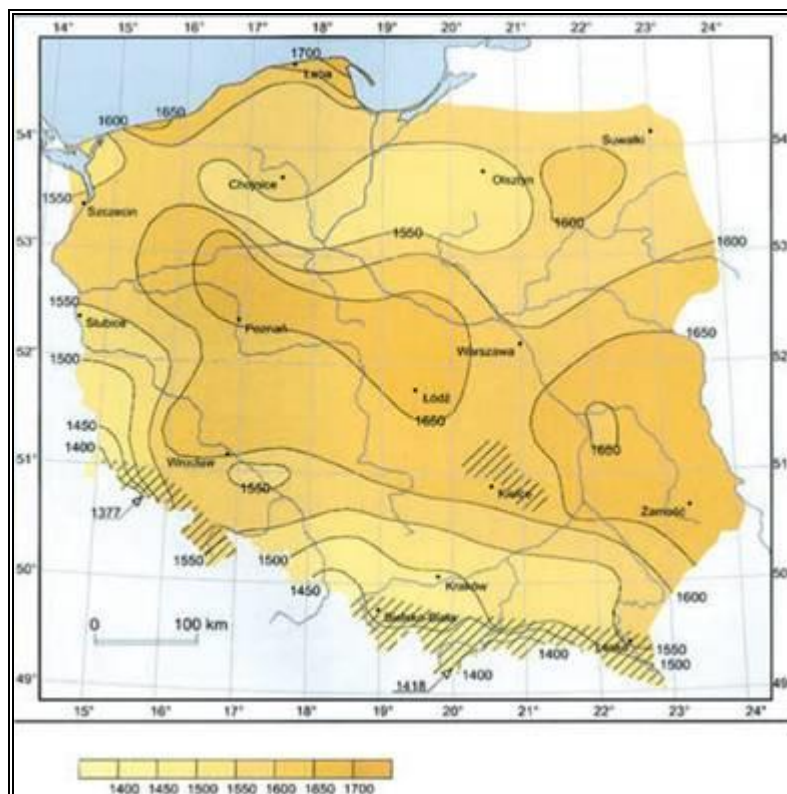 14° 15° 16° 17° 18° 19° 20° 21° 22° 23° 24°
1700
Łeba
1650
1600
54° 54
Suwałki
Chojnice Olsztyn
1550
Szczecin
1600
1550
53° 53
1600
1550
Słubice
Poznań
1650
Warszawa
52° 52
1500
Łódź
1650
1450
1650
1400
51° 51
Wrocław
1550
Kielce
Zamość
1377
1550
1500
50° 50
Kraków
1600
1450
0 100 km
Bielsko-Biała
1550
1400
1500
1400
49° 49
1418
15° 16° 17° 18° 19° 20° 21° 22° 23°
1400 1450 1500 1550 1600 1650 1700